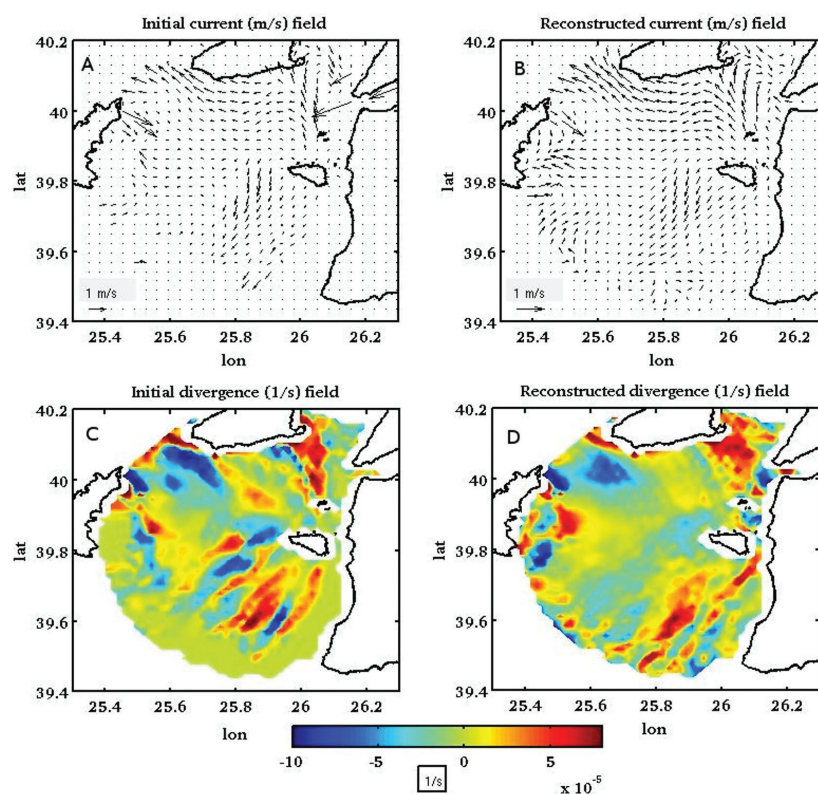 Initial current (m/s) field
Reconstructed current (m/s) field
40.2
40
39.8
39.6
39.4
lat
A
1 m/s
25.4 25.6 25.8 26 26.2
lon
40.2
40
39.8
39.6
39.4
lat
B
1 m/s
25.4 25.6 25.8 26 26.2
lon
Initial divergence (1/s) field
Reconstructed divergence (1/s) field
40.2
40
39.8
39.6
39.4
lat
C
25.4 25.6 25.8 26 26.2
lon
40.2
40
39.8
39.6
39.4
lat
D
25.4 25.6 25.8 26 26.2
lon
-10 -5 0 5
1/s
x 10⁻⁵